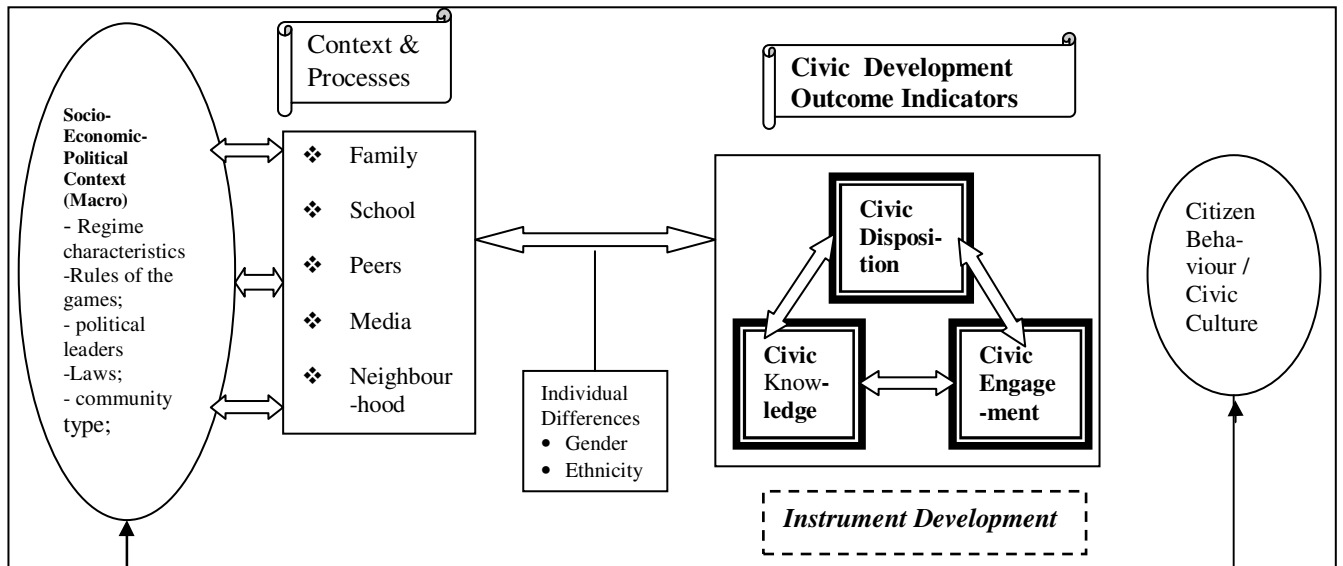 Context &
Processes
Civic Development
Outcome Indicators
Socio-
Economic-
Political
Context
(Macro)
- Regime
characteristics
-Rules of the
games;
- political
leaders
-Laws;
- community
type;
❖ Family
❖ School
❖ Peers
❖ Media
❖ Neighbour
-hood
Individual
Differences
• Gender
• Ethnicity
Civic
Disposi-
tion
Civic
Know-
ledge
Civic
Engage
-ment
Instrument Development
Citizen
Beha-
viour /
Civic
Culture